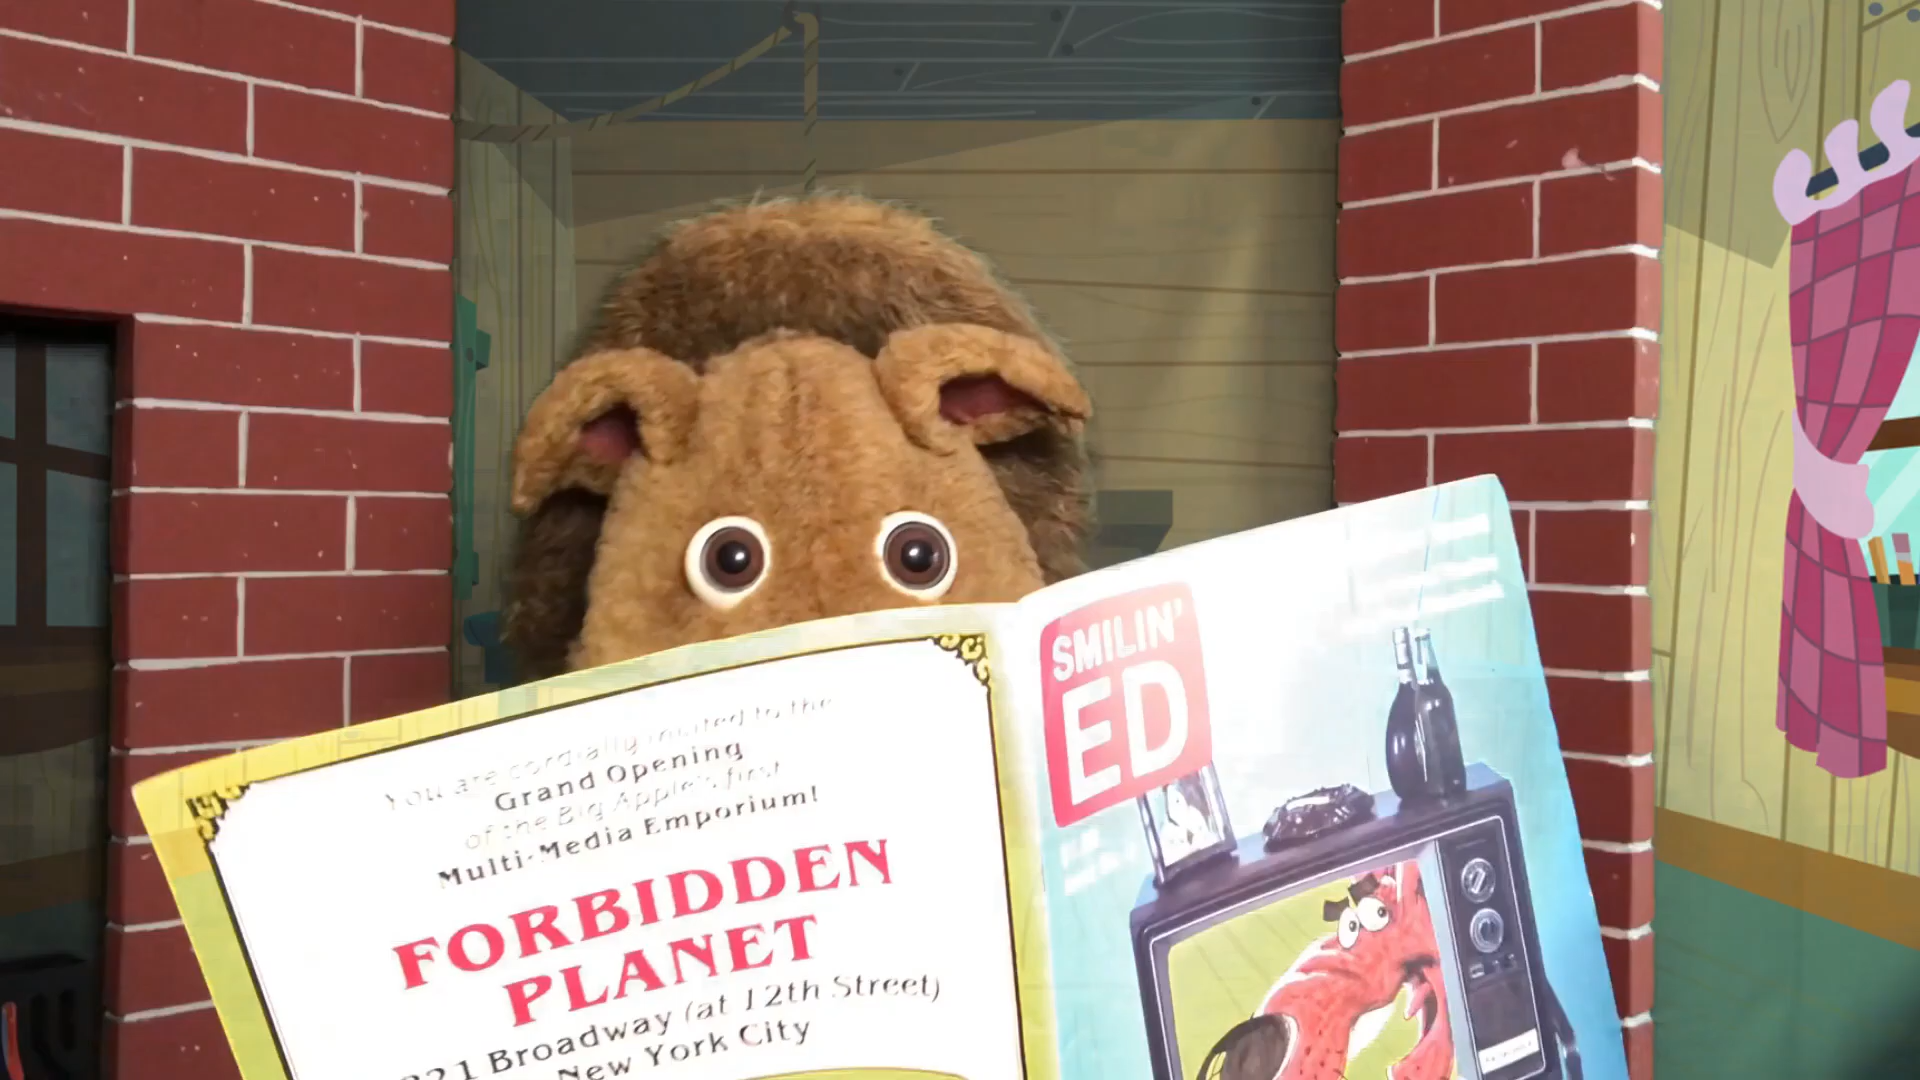 You are cordially invited to the
Grand Opening
of the Big Apple's first
Multi-Media Emporium!
FORBIDDEN
PLANET
821 Broadway (at 12th Street)
New York City
SMILIN'
ED